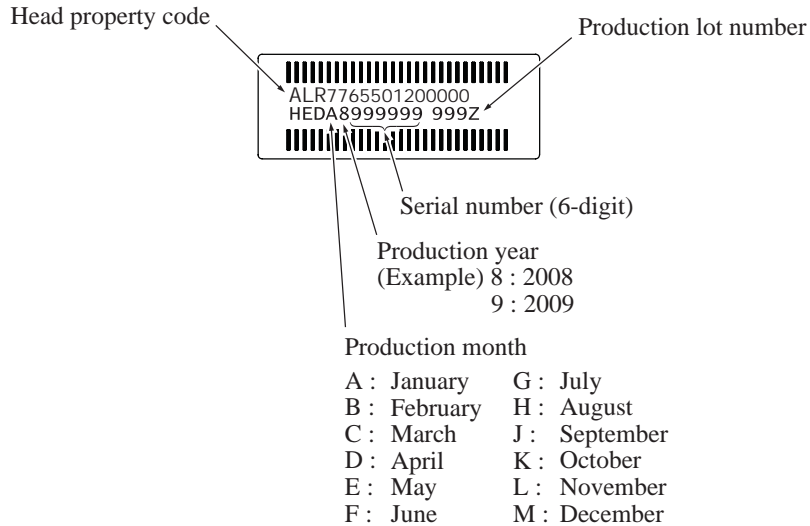 Head property code
Production lot number
ALR7765501200000
HEDA8999999 999Z
Serial number (6-digit)
Production year
(Example) 8 : 2008
9 : 2009
Production month
A : January G : July
B : February H : August
C : March J : September
D : April K : October
E : May L : November
F : June M : December